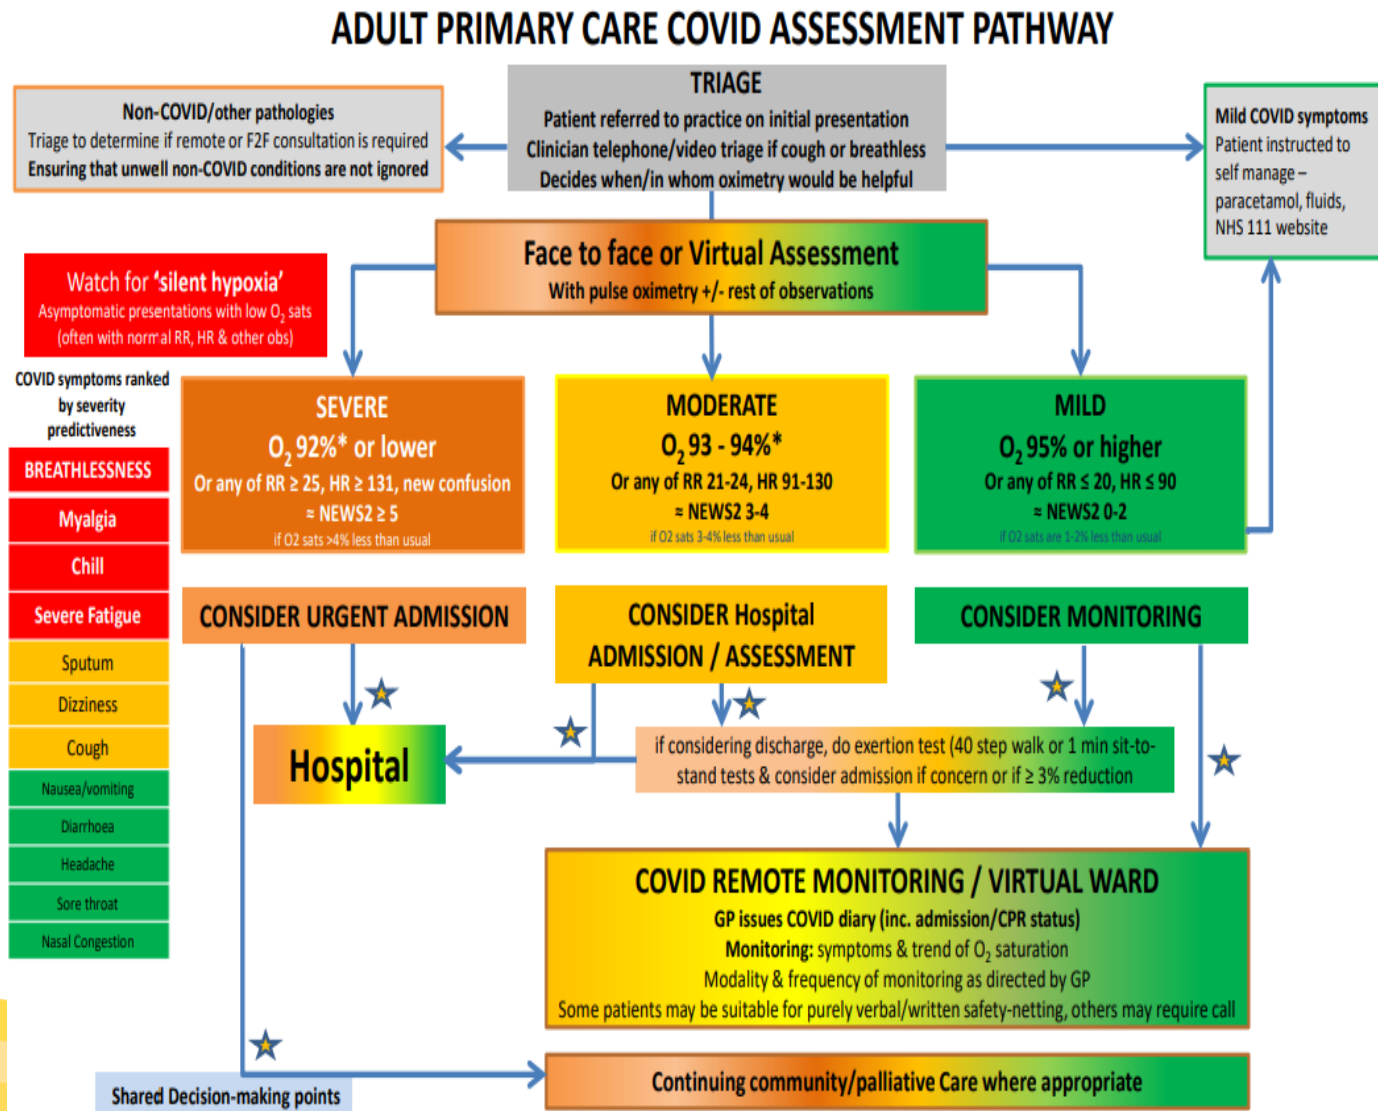 ADULT PRIMARY CARE COVID ASSESSMENT PATHWAY
TRIAGE
Patient referred to practice on initial presentation
Clinician telephone/video triage if cough or breathless
Decides when/in whom oximetry would be helpful
Non-COVID/other pathologies
Triage to determine if remote or F2F consultation is required
Ensuring that unwell non-COVID conditions are not ignored
Mild COVID symptoms
Patient instructed to
self manage –
paracetamol, fluids,
NHS 111 website
Face to face or Virtual Assessment
With pulse oximetry +/- rest of observations
Watch for ‘silent hypoxia’
Asymptomatic presentations with low O₂ sats
(often with normal RR, HR & other obs)
COVID symptoms ranked
by severity
predictiveness
BREATHLESSNESS
Myalgia
Chill
Severe Fatigue
Sputum
Dizziness
Cough
Nausea/vomiting
Diarrhoea
Headache
Sore throat
Nasal Congestion
SEVERE
O₂ 92%* or lower
Or any of RR ≥ 25, HR ≥ 131, new confusion
≈ NEWS2 ≥ 5
if O2 sats >4% less than usual
MODERATE
O₂ 93 - 94%*
Or any of RR 21-24, HR 91-130
≈ NEWS2 3-4
if O2 sats 3-4% less than usual
MILD
O₂ 95% or higher
Or any of RR ≤ 20, HR ≤ 90
≈ NEWS2 0-2
if O2 sats are 1-2% less than usual
CONSIDER URGENT ADMISSION
CONSIDER Hospital
ADMISSION / ASSESSMENT
CONSIDER MONITORING
Hospital
if considering discharge, do exertion test (40 step walk or 1 min sit-to-
stand tests & consider admission if concern or if ≥ 3% reduction
COVID REMOTE MONITORING / VIRTUAL WARD
GP issues COVID diary (inc. admission/CPR status)
Monitoring: symptoms & trend of O₂ saturation
Modality & frequency of monitoring as directed by GP
Some patients may be suitable for purely verbal/written safety-netting, others may require call
Continuing community/palliative Care where appropriate
Shared Decision-making points